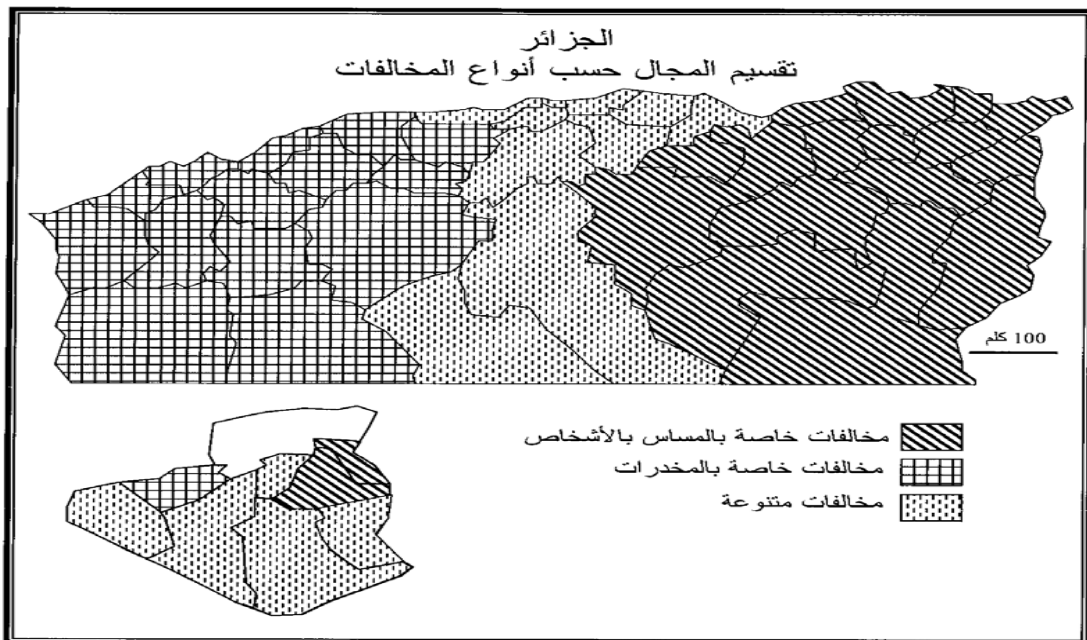 الجزائر
تقسيم المجال حسب أنواع المخالفات
100 كلم
مخالفات خاصة بالمساس بالأشخاص
مخالفات خاصة بالمخدرات
مخالفات متنوعة